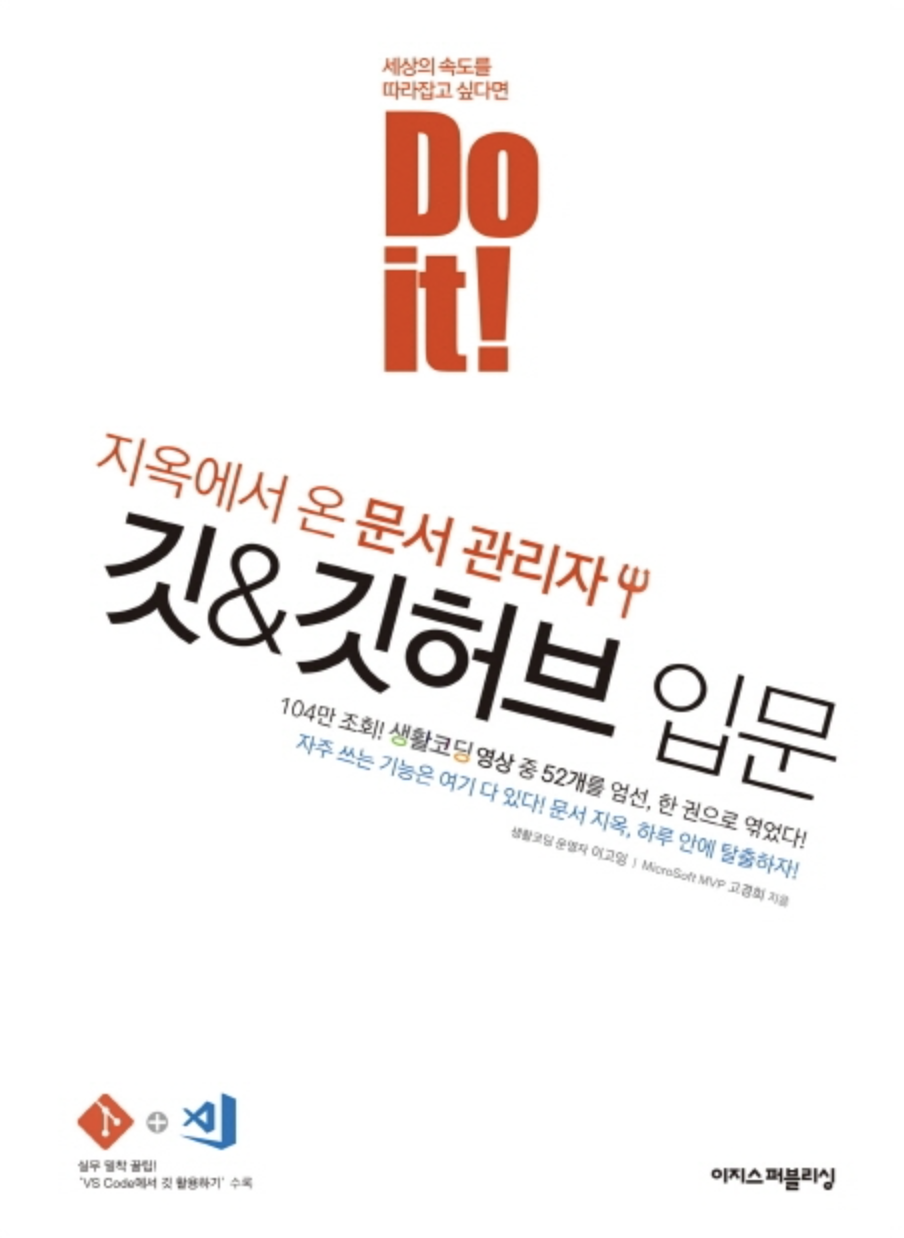 세상의 속도를
따라잡고 싶다면
Do
it!
지옥에서 온 문서 관리자
깃&깃허브 입문
104만 조회! 생활코딩 영상 중 52개를 엄선, 한 권으로 엮었다!
자주 쓰는 기능은 여기 다 있다! 문서 지옥, 하루 안에 탈출하자!
생활코딩 운영자 이고잉 | MicroSoft MVP 고경희 지음
실무 밀착 꿀팁!
'VS Code에서 깃 활용하기' 수록
이지스퍼블리싱